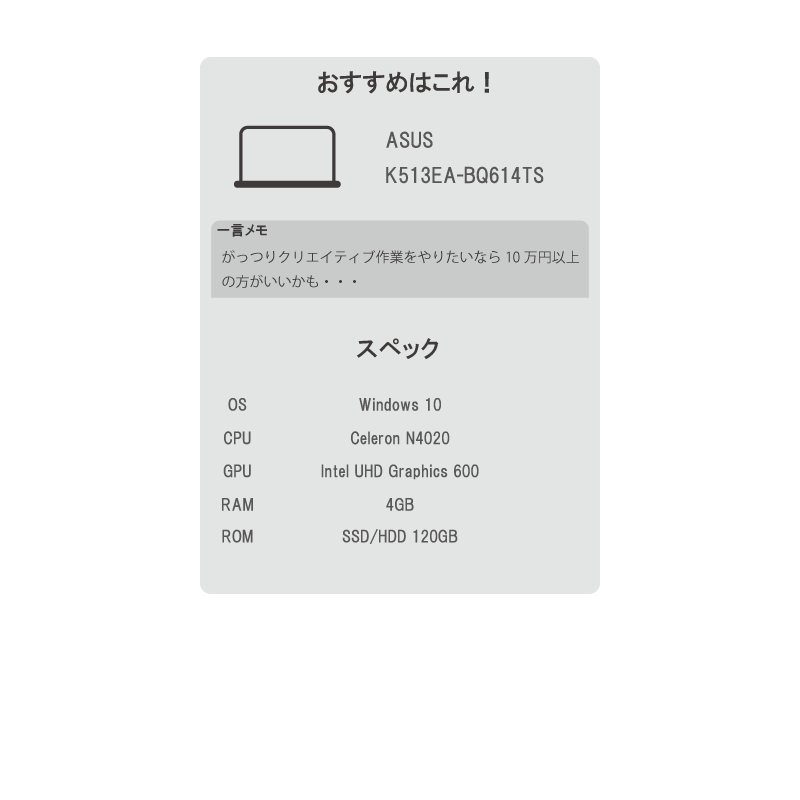 おすすめはこれ！
ASUS
K513EA-BQ614TS
一言メモ
がっつりクリエイティブ作業をやりたいなら 10 万円以上
の方がいいかも・・・
スペック
OS Windows 10
CPU Celeron N4020
GPU Intel UHD Graphics 600
RAM 4GB
ROM SSD/HDD 120GB